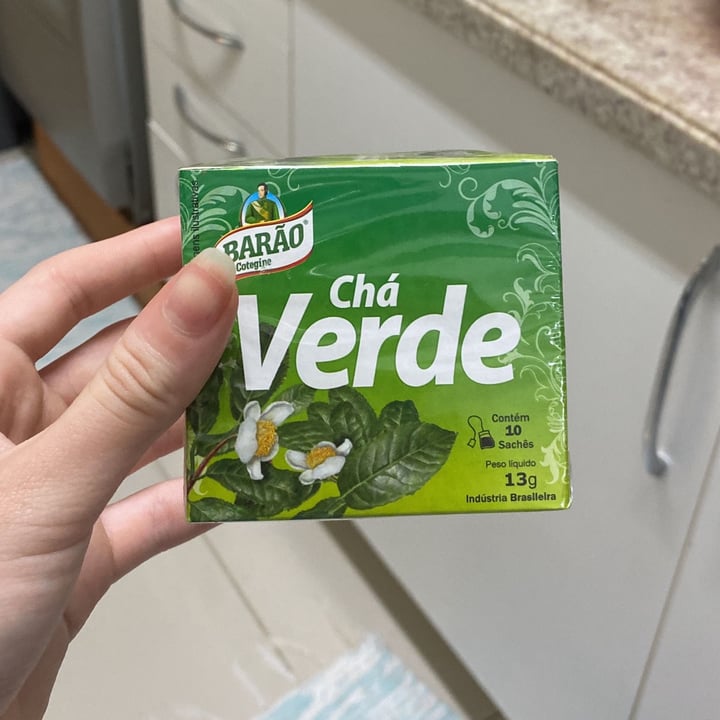 BARÃO®
Cotegipe
Chá
Verde
Contém
10
Sachês
Peso líquido
13g
Indústria Brasileira